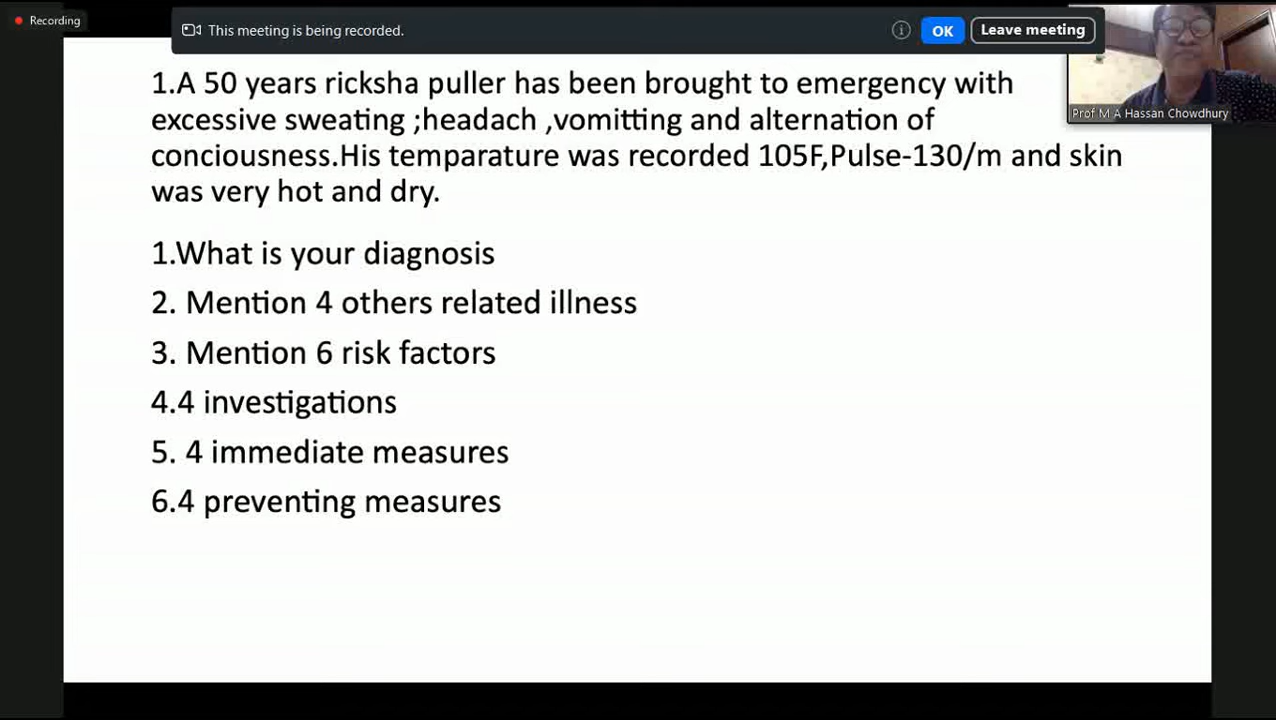 Recording
This meeting is being recorded.
OK
Leave meeting
Prof M A Hassan Chowdhury
1.A 50 years ricksha puller has been brought to emergency with
excessive sweating ;headach ,vomitting and alternation of
conciousness.His temparature was recorded 105F,Pulse-130/m and skin
was very hot and dry.
1.What is your diagnosis
2. Mention 4 others related illness
3. Mention 6 risk factors
4.4 investigations
5. 4 immediate measures
6.4 preventing measures